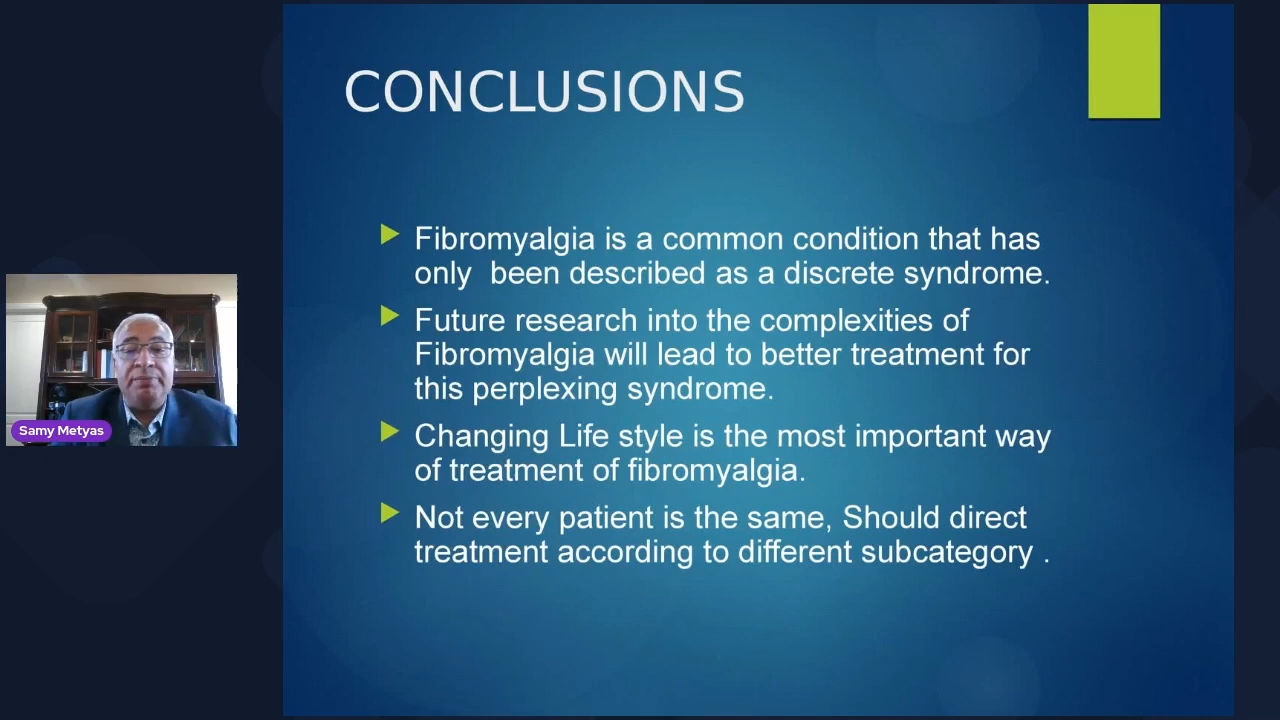 CONCLUSIONS
Fibromyalgia is a common condition that has
only  been described as a discrete syndrome.
Future research into the complexities of
Fibromyalgia will lead to better treatment for
this perplexing syndrome.
Changing Life style is the most important way
of treatment of fibromyalgia.
Not every patient is the same, Should direct
treatment according to different subcategory .
Samy Metyas